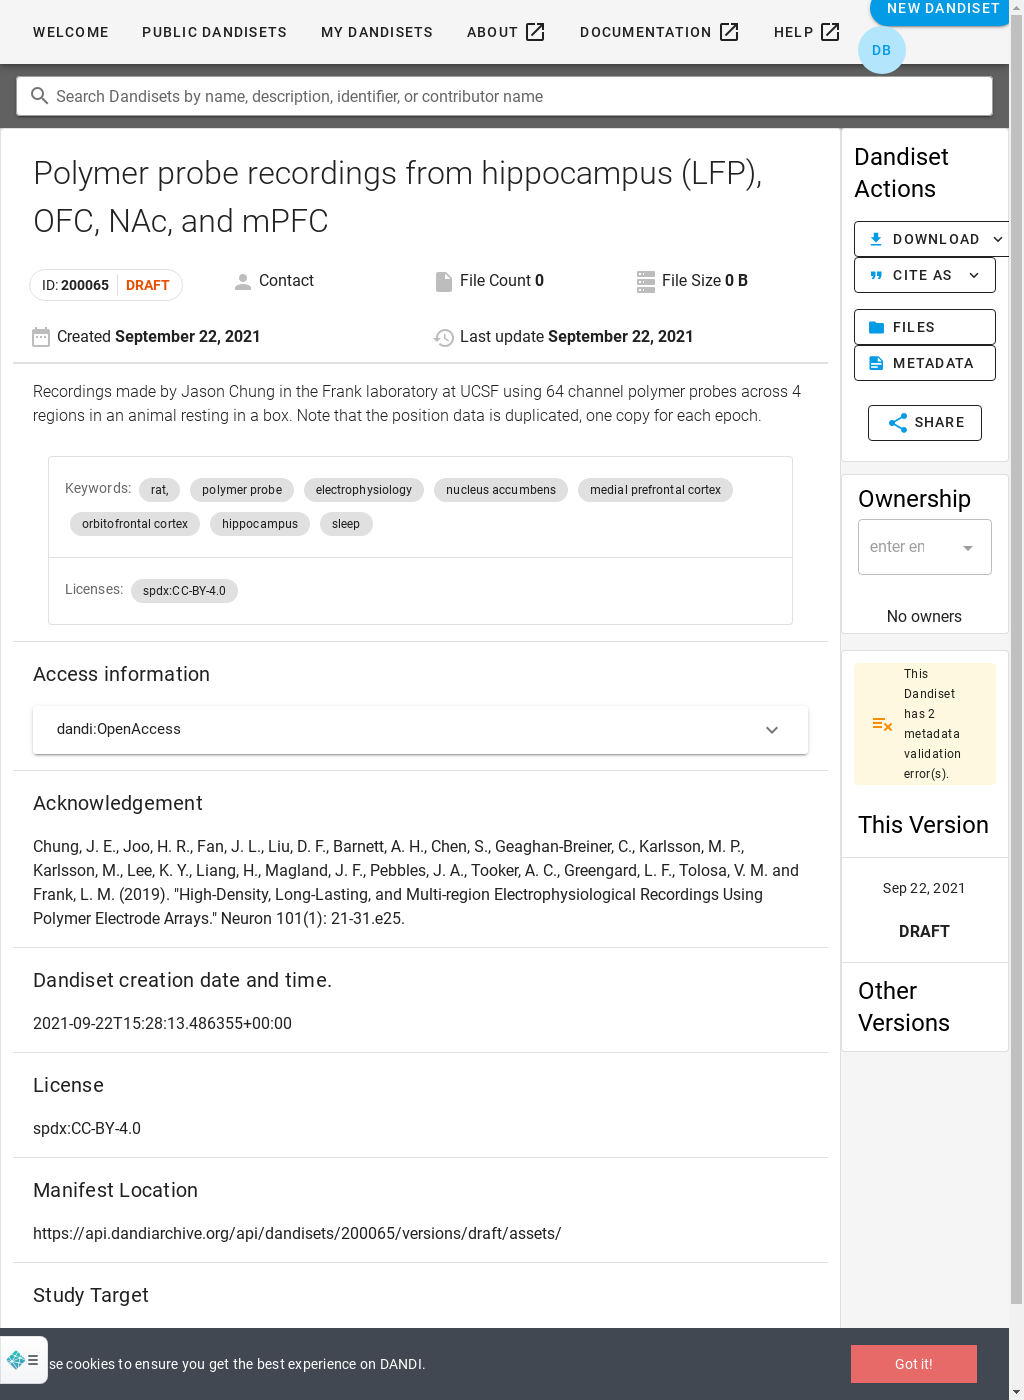 WELCOME PUBLIC DANDISETS MY DANDISETS ABOUT DOCUMENTATION HELP NEW DANDISET
DB
Search Dandisets by name, description, identifier, or contributor name
Polymer probe recordings from hippocampus (LFP),
OFC, NAc, and mPFC
ID: 200065 DRAFT Contact File Count 0 File Size 0 B
Created September 22, 2021 Last update September 22, 2021
Recordings made by Jason Chung in the Frank laboratory at UCSF using 64 channel polymer probes across 4
regions in an animal resting in a box. Note that the position data is duplicated, one copy for each epoch.
Keywords: rat, polymer probe electrophysiology nucleus accumbens medial prefrontal cortex
orbitofrontal cortex hippocampus sleep
Licenses: spdx:CC-BY-4.0
Access information
dandi:OpenAccess
Acknowledgement
Chung, J. E., Joo, H. R., Fan, J. L., Liu, D. F., Barnett, A. H., Chen, S., Geaghan-Breiner, C., Karlsson, M. P.,
Karlsson, M., Lee, K. Y., Liang, H., Magland, J. F., Pebbles, J. A., Tooker, A. C., Greengard, L. F., Tolosa, V. M. and
Frank, L. M. (2019). "High-Density, Long-Lasting, and Multi-region Electrophysiological Recordings Using
Polymer Electrode Arrays." Neuron 101(1): 21-31.e25.
Dandiset creation date and time.
2021-09-22T15:28:13.486355+00:00
License
spdx:CC-BY-4.0
Manifest Location
https://api.dandiarchive.org/api/dandisets/200065/versions/draft/assets/
Study Target
Dandiset
Actions
DOWNLOAD
CITE AS
FILES
METADATA
SHARE
Ownership
enter en
No owners
This
Dandiset
has 2
metadata
validation
error(s).
This Version
Sep 22, 2021
DRAFT
Other
Versions
se cookies to ensure you get the best experience on DANDI.
Got it!